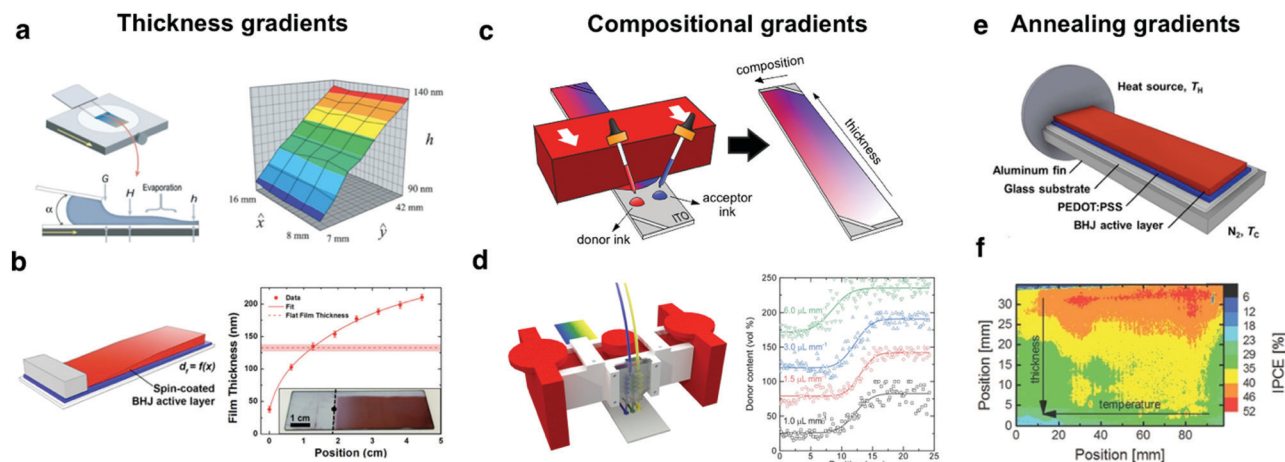 Thickness gradients
Compositional gradients
Annealing gradients
a
G
H
Evaporation
h
α
140 nm
h
90 nm
16 mm
x̂
8 mm
7 mm
ŷ
42 mm
b
dᵣ = f(x)
Spin-coated
BHJ active layer
Film Thickness (nm)
250
200
150
100
50
0
Data
Fit
Flat Film Thickness
1 cm
0 1 2 3 4 5
Position (cm)
c
composition
thickness
acceptor
ink
ITO
donor ink
d
Donor content (vol %)
250
200
150
100
50
0
6.0 µL mm⁻¹
3.0 µL mm⁻¹
1.5 µL mm⁻¹
1.0 µL mm⁻¹
0 5 10 15 20 25
e
Heat source, T_H
Aluminum fin
Glass substrate
PEDOT:PSS
BHJ active layer
N₂, T_C
f
Position [mm]
30
25
20
15
10
5
0
thickness
temperature
0 20 40 60 80
Position [mm]
6
12
18
23
29
35
40
46
52
IPOE [%]